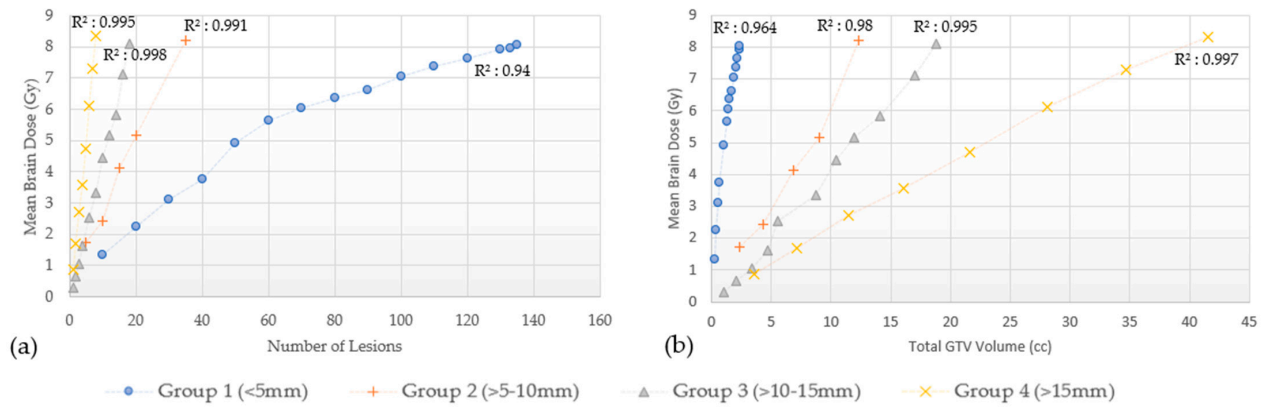 R² : 0.995
R² : 0.991
R² : 0.998
R² : 0.94
Mean Brain Dose (Gy)
9
8
7
6
5
4
3
2
1
0
0 20 40 60 80 100 120 140 160
Number of Lesions
(a)
R² : 0.964
R² : 0.98
R² : 0.995
R² : 0.997
Mean Brain Dose (Gy)
9
8
7
6
5
4
3
2
1
0
0 5 10 15 20 25 30 35 40 45
Total GTV Volume (cc)
(b)
Group 1 (<5mm) Group 2 (>5-10mm) Group 3 (>10-15mm) Group 4 (>15mm)